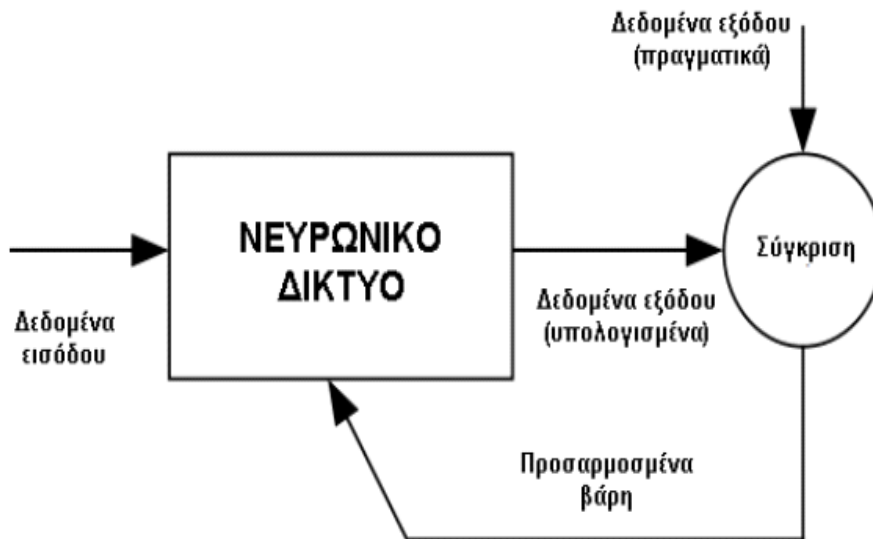 Δεδομένα εξόδου
(πραγματικά)
ΝΕΥΡΩΝΙΚΟ
ΔΙΚΤΥΟ
Σύγκριση
Δεδομένα
εισόδου
Δεδομένα εξόδου
(υπολογισμένα)
Προσαρμοσμένα
βάρη